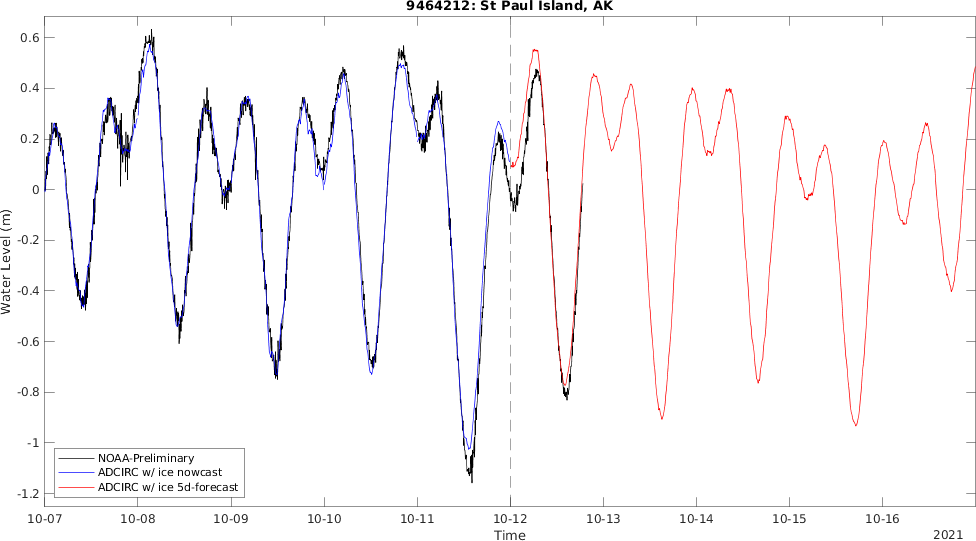 9464212: St Paul Island, AK
Water Level (m)
0.6
0.4
0.2
0
-0.2
-0.4
-0.6
-0.8
-1
-1.2
NOAA-Preliminary
ADCIRC w/ ice nowcast
ADCIRC w/ ice 5d-forecast
10-07 10-08 10-09 10-10 10-11 10-12 10-13 10-14 10-15 10-16
Time
2021